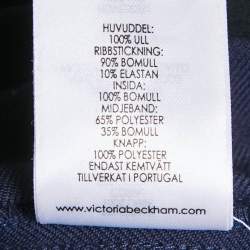 HUVUDDEL:
100% ULL
RIBBSTICKNING:
90% BOMULL
10% ELASTAN
INSIDA:
100% BOMULL
MIDJEBAND:
65% POLYESTER
35% BOMULL
KNAPP:
100% POLYESTER
ENDAST KEMTVÄTT
TILLVERKAT I PORTUGAL
www.victoriabeckham.com